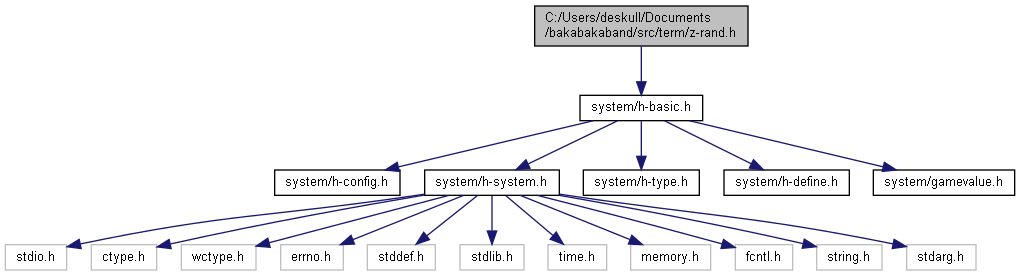 C:/Users/deskull/Documents
/bakabakaband/src/term/z-rand.h
system/h-basic.h
system/h-config.h
system/h-system.h
system/h-type.h
system/h-define.h
system/gamevalue.h
stdio.h
ctype.h
wctype.h
errno.h
stddef.h
stdlib.h
time.h
memory.h
fcntl.h
string.h
stdarg.h